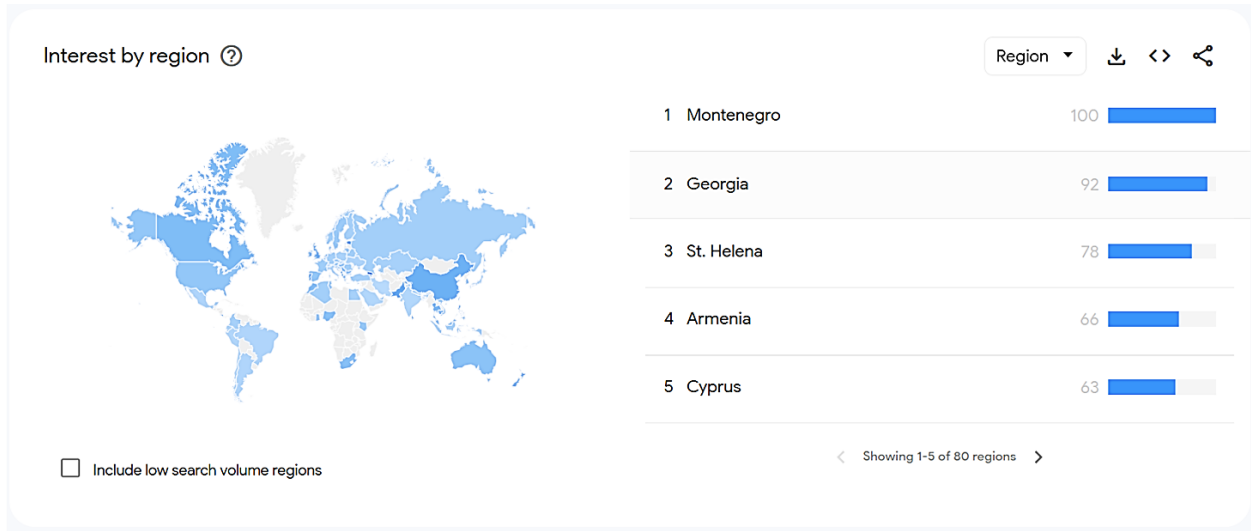 Interest by region
Region
1 Montenegro 100
2 Georgia 92
3 St. Helena 78
4 Armenia 66
5 Cyprus 63
Include low search volume regions
Showing 1-5 of 80 regions